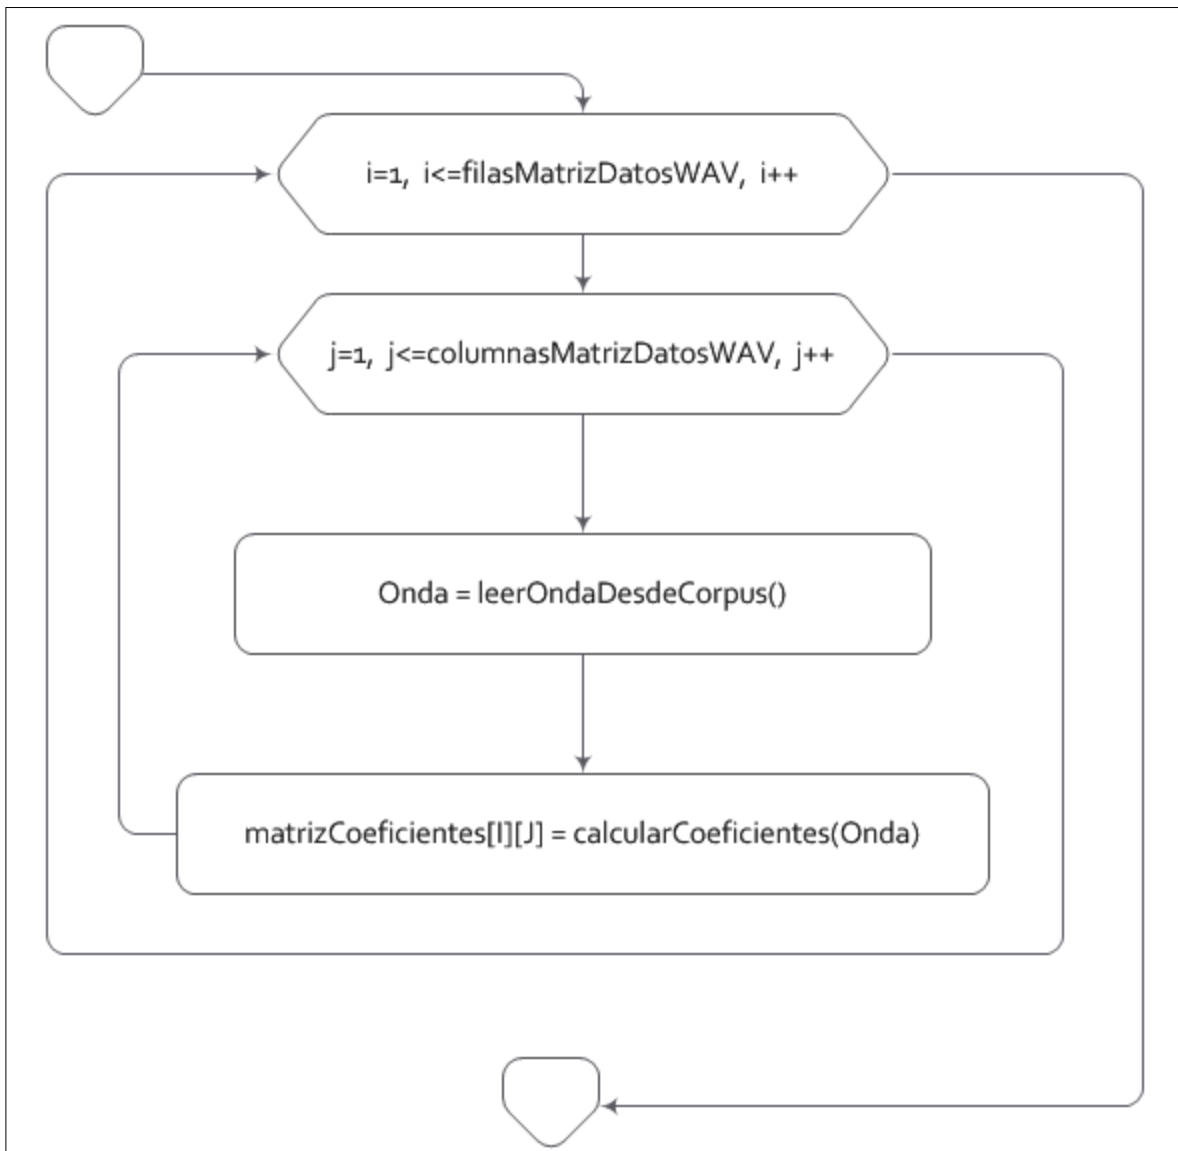 i=1, i<=filasMatrizDatosWAV, i++
j=1, j<=columnasMatrizDatosWAV, j++
Onda = leerOndaDesdeCorpus()
matrizCoeficientes[I][J] = calcularCoeficientes(Onda)